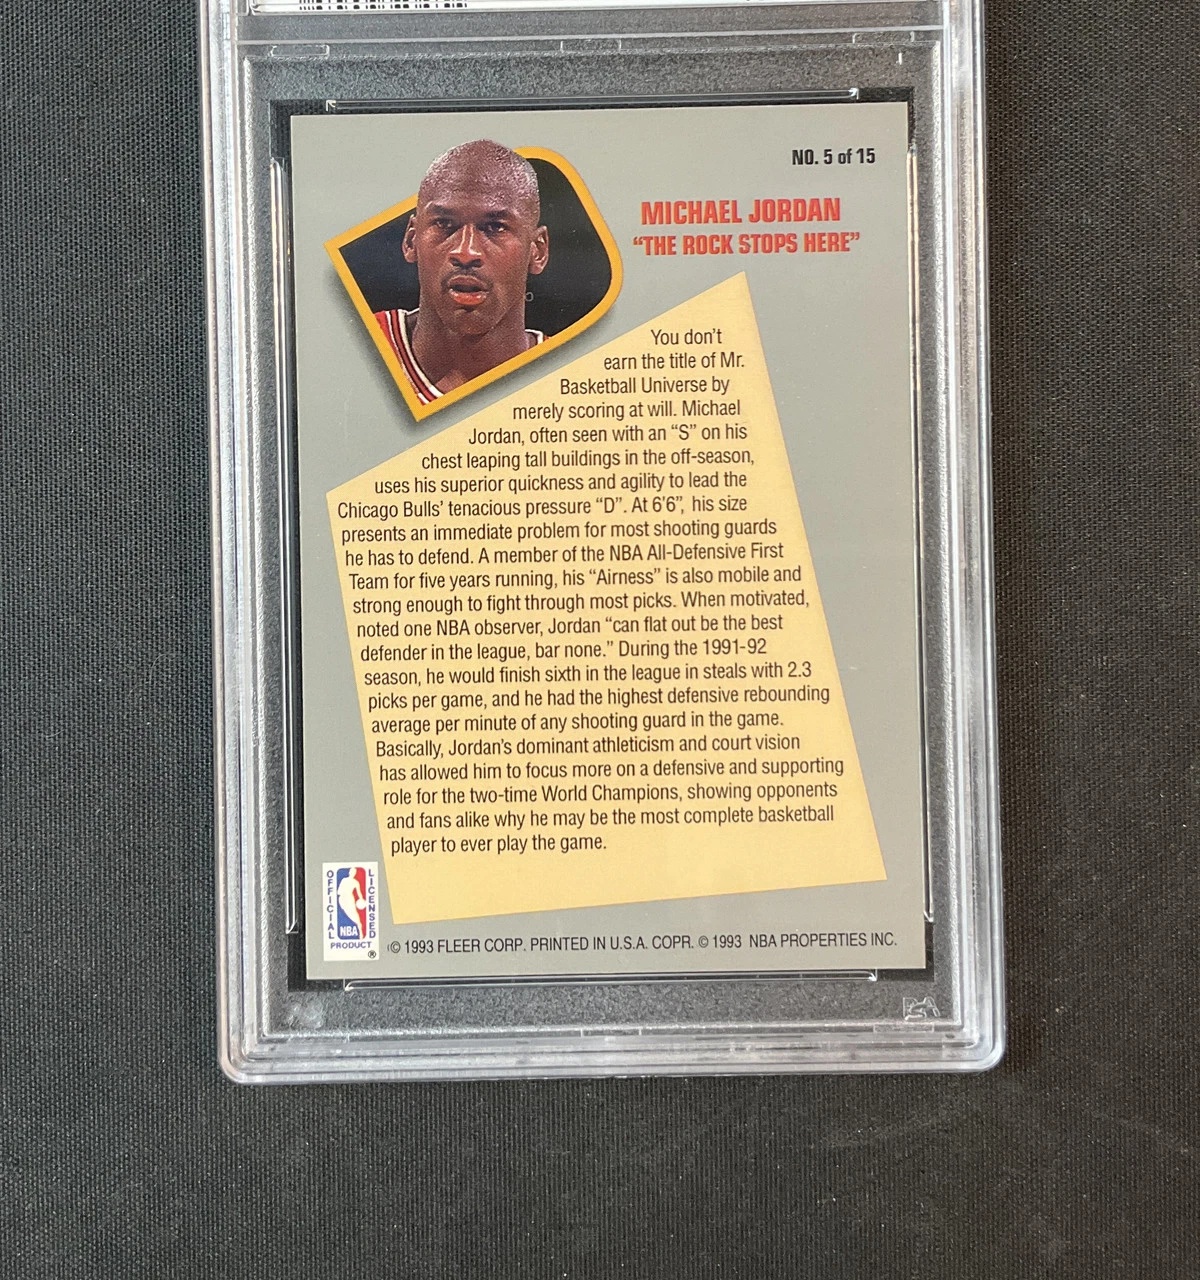 NO. 5 of 15
MICHAEL JORDAN
“THE ROCK STOPS HERE”
You don't
earn the title of Mr.
Basketball Universe by
merely scoring at will. Michael
Jordan, often seen with an “S” on his
chest leaping tall buildings in the off-season,
uses his superior quickness and agility to lead the
Chicago Bulls' tenacious pressure “D”. At 6'6”, his size
presents an immediate problem for most shooting guards
he has to defend. A member of the NBA All-Defensive First
Team for five years running, his “Airness” is also mobile and
strong enough to fight through most picks. When motivated,
noted one NBA observer, Jordan “can flat out be the best
defender in the league, bar none.” During the 1991-92
season, he would finish sixth in the league in steals with 2.3
picks per game, and he had the highest defensive rebounding
average per minute of any shooting guard in the game.
Basically, Jordan's dominant athleticism and court vision
has allowed him to focus more on a defensive and supporting
role for the two-time World Champions, showing opponents
and fans alike why he may be the most complete basketball
player to ever play the game.
OFFICIAL
LICENSED
NBA
PRODUCT
®
© 1993 FLEER CORP. PRINTED IN U.S.A. COPR. © 1993 NBA PROPERTIES INC.
PSA